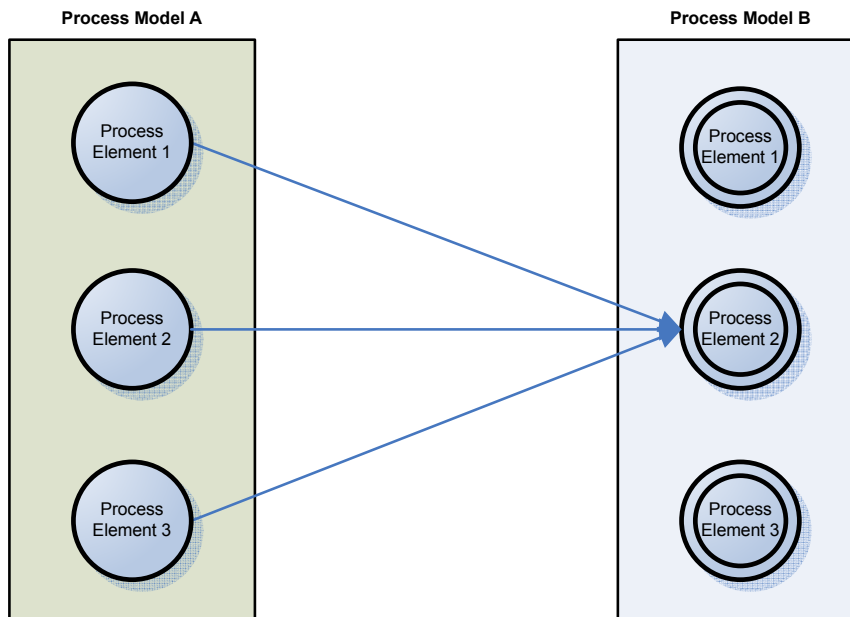 Process Model A
Process Model B
Process
Element 1
Process
Element 2
Process
Element 3
Process
Element 1
Process
Element 2
Process
Element 3